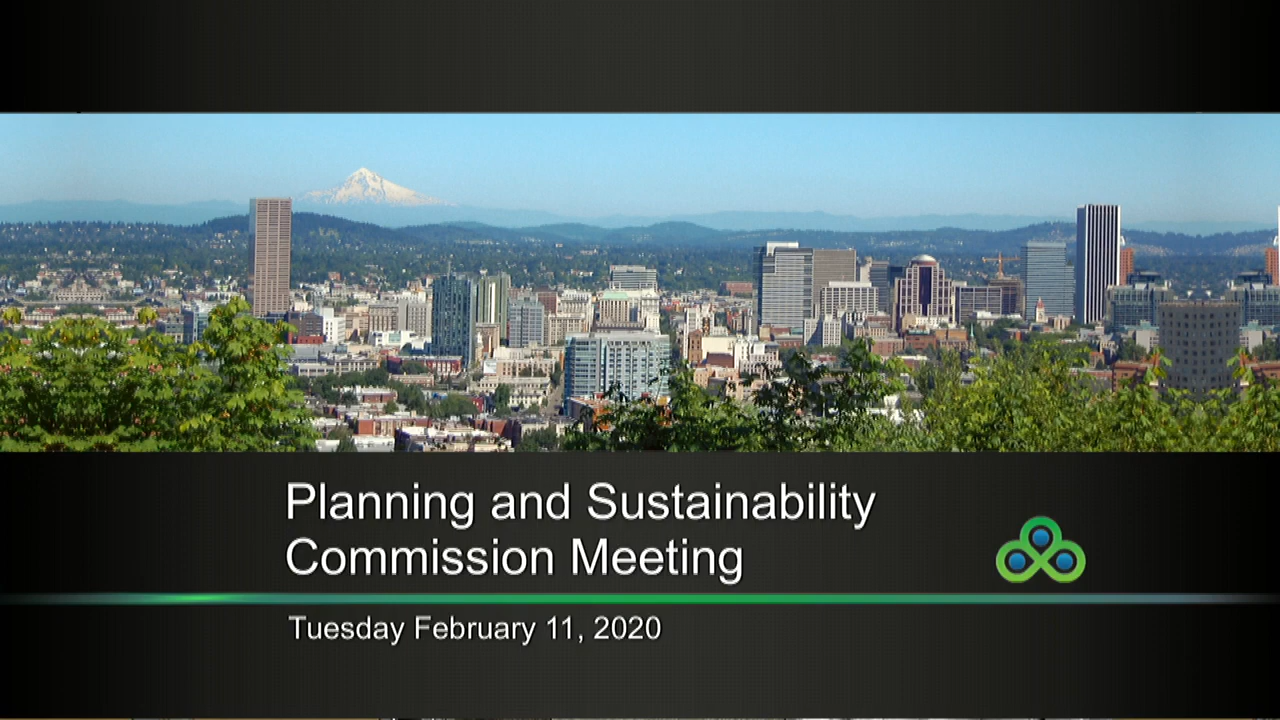 Planning and Sustainability
Commission Meeting
Tuesday February 11, 2020